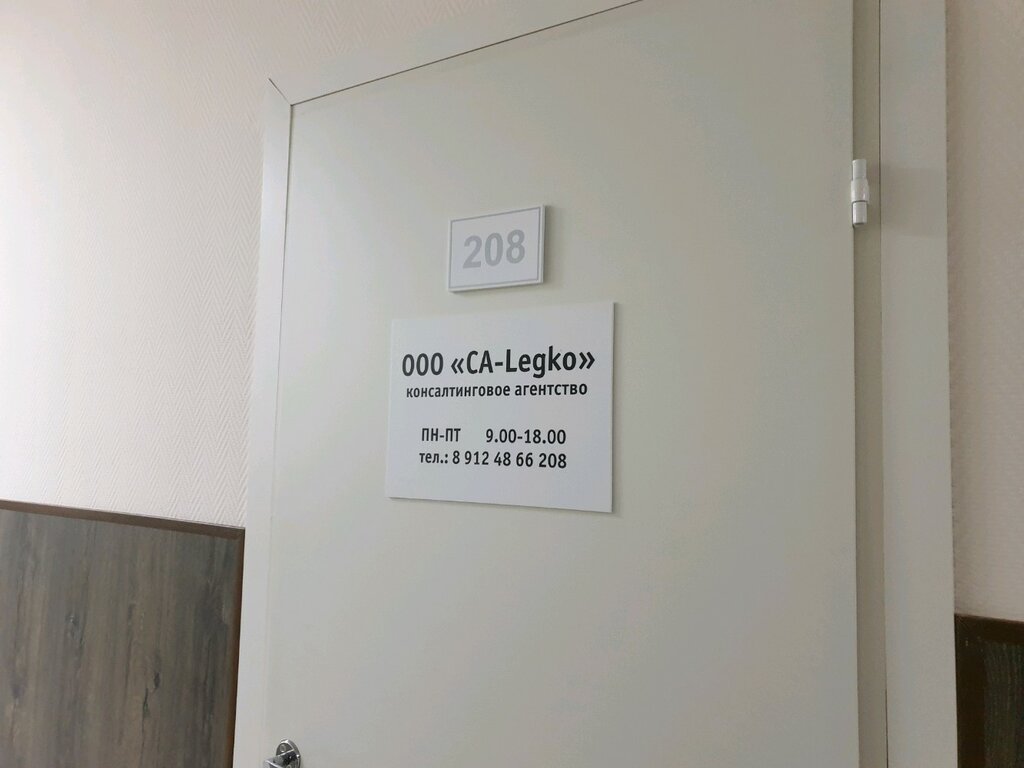 208
ООО «CA-Legko»
консалтинговое агентство
ПН-ПТ 9.00-18.00
тел.: 8 912 48 66 208